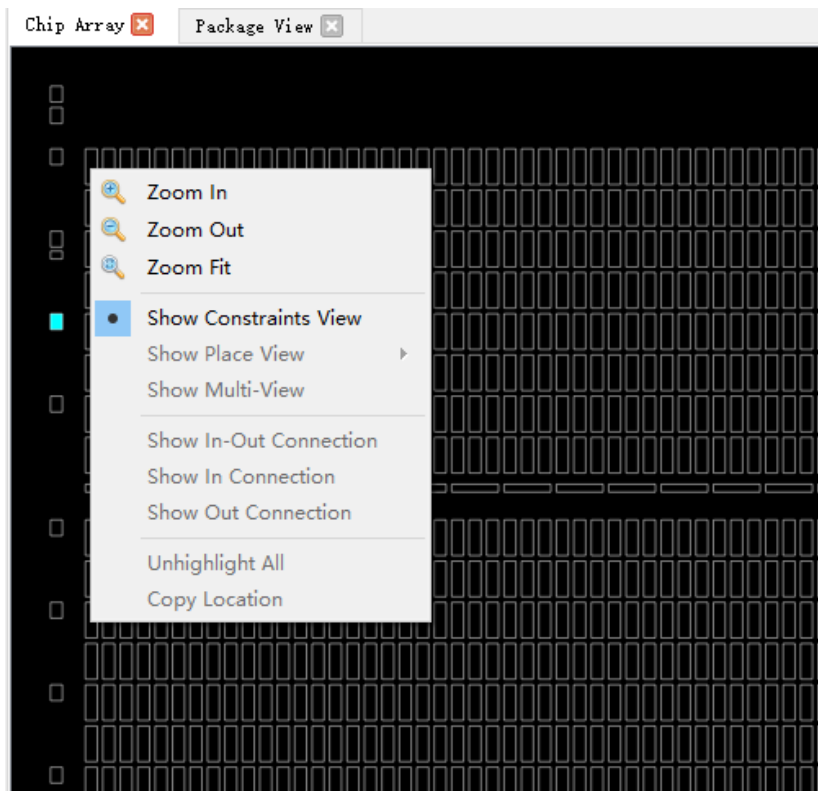 Chip Array
Package View
Zoom In
Zoom Out
Zoom Fit
Show Constraints View
Show Place View
Show Multi-View
Show In-Out Connection
Show In Connection
Show Out Connection
Unhighlight All
Copy Location